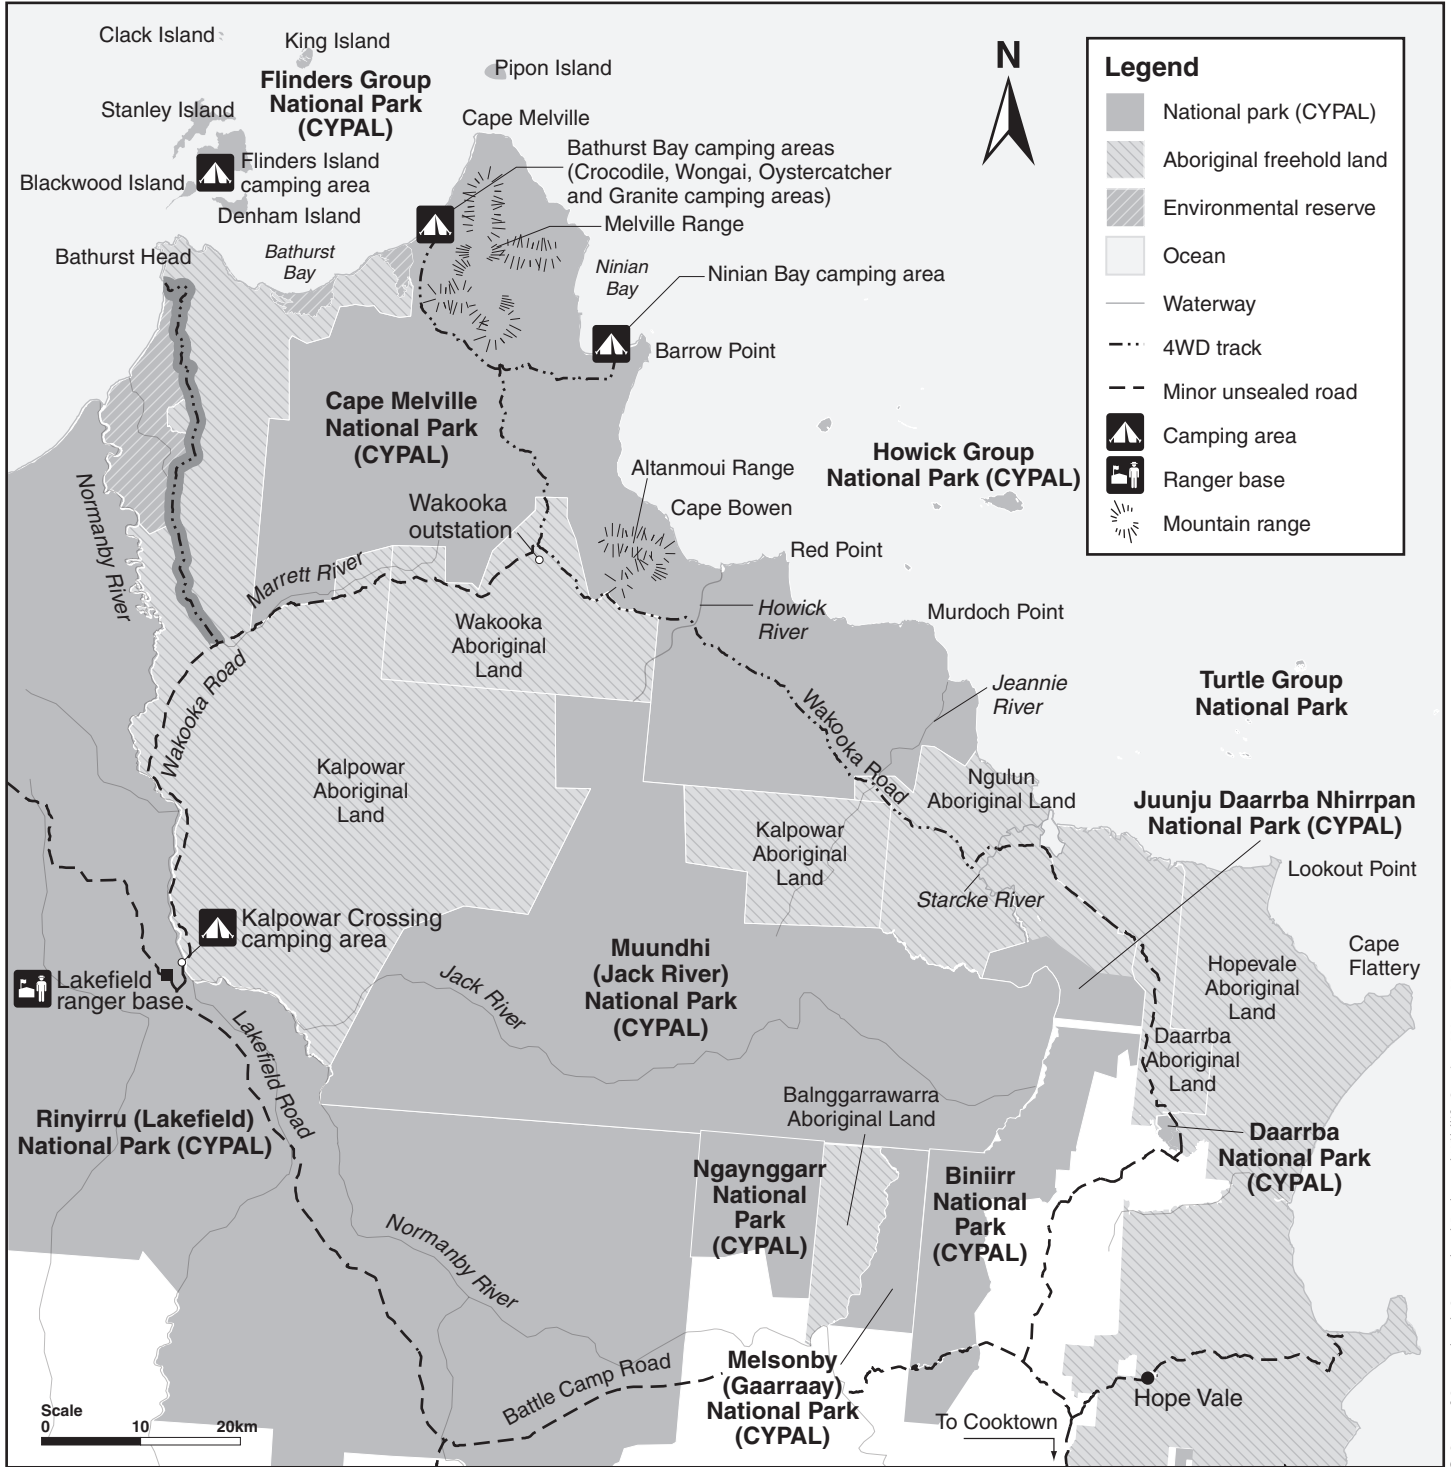 Clack Island
King Island
Pipon Island
Flinders Group
National Park
(CYPAL)
Stanley Island
Cape Melville
Flinders Island
camping area
Blackwood Island
Denham Island
Bathurst Bay camping areas
(Crocodile, Wongai, Oystercatcher
and Granite camping areas)
Melville Range
Bathurst Head
Bathurst
Bay
Ninian
Bay
Ninian Bay camping area
Barrow Point
N
Legend
National park (CYPAL)
Aboriginal freehold land
Environmental reserve
Ocean
Waterway
4WD track
Minor unsealed road
Camping area
Ranger base
Mountain range
Cape Melville
National Park
(CYPAL)
Howick Group
National Park (CYPAL)
Altanmoui Range
Cape Bowen
Wakooka
outstation
Normanby River
Marrett River
Red Point
Howick
River
Murdoch Point
Wakooka
Aboriginal
Land
Wakooka Road
Jeannie
River
Turtle Group
National Park
Wakooka Road
Kalpowar
Aboriginal
Land
Ngulun
Aboriginal Land
Juunju Daarrba Nhirrpan
National Park (CYPAL)
Kalpowar
Aboriginal
Land
Lookout Point
Starcke River
Kalpowar Crossing
camping area
Muundhi
(Jack River)
National Park
(CYPAL)
Jack River
Hopevale
Aboriginal
Land
Cape
Flattery
Lakefield
ranger base
Lakefield Road
Daarrba
Aboriginal
Land
Balnggarrawarra
Aboriginal Land
Rinyirru (Lakefield)
National Park (CYPAL)
Daarrba
National Park
(CYPAL)
Ngaynggarr
National
Park
(CYPAL)
Biniirr
National
Park
(CYPAL)
Normanby River
Melsonby
(Gaarraay)
National Park
(CYPAL)
Battle Camp Road
Hope Vale
To Cooktown
Scale
0 10 20km